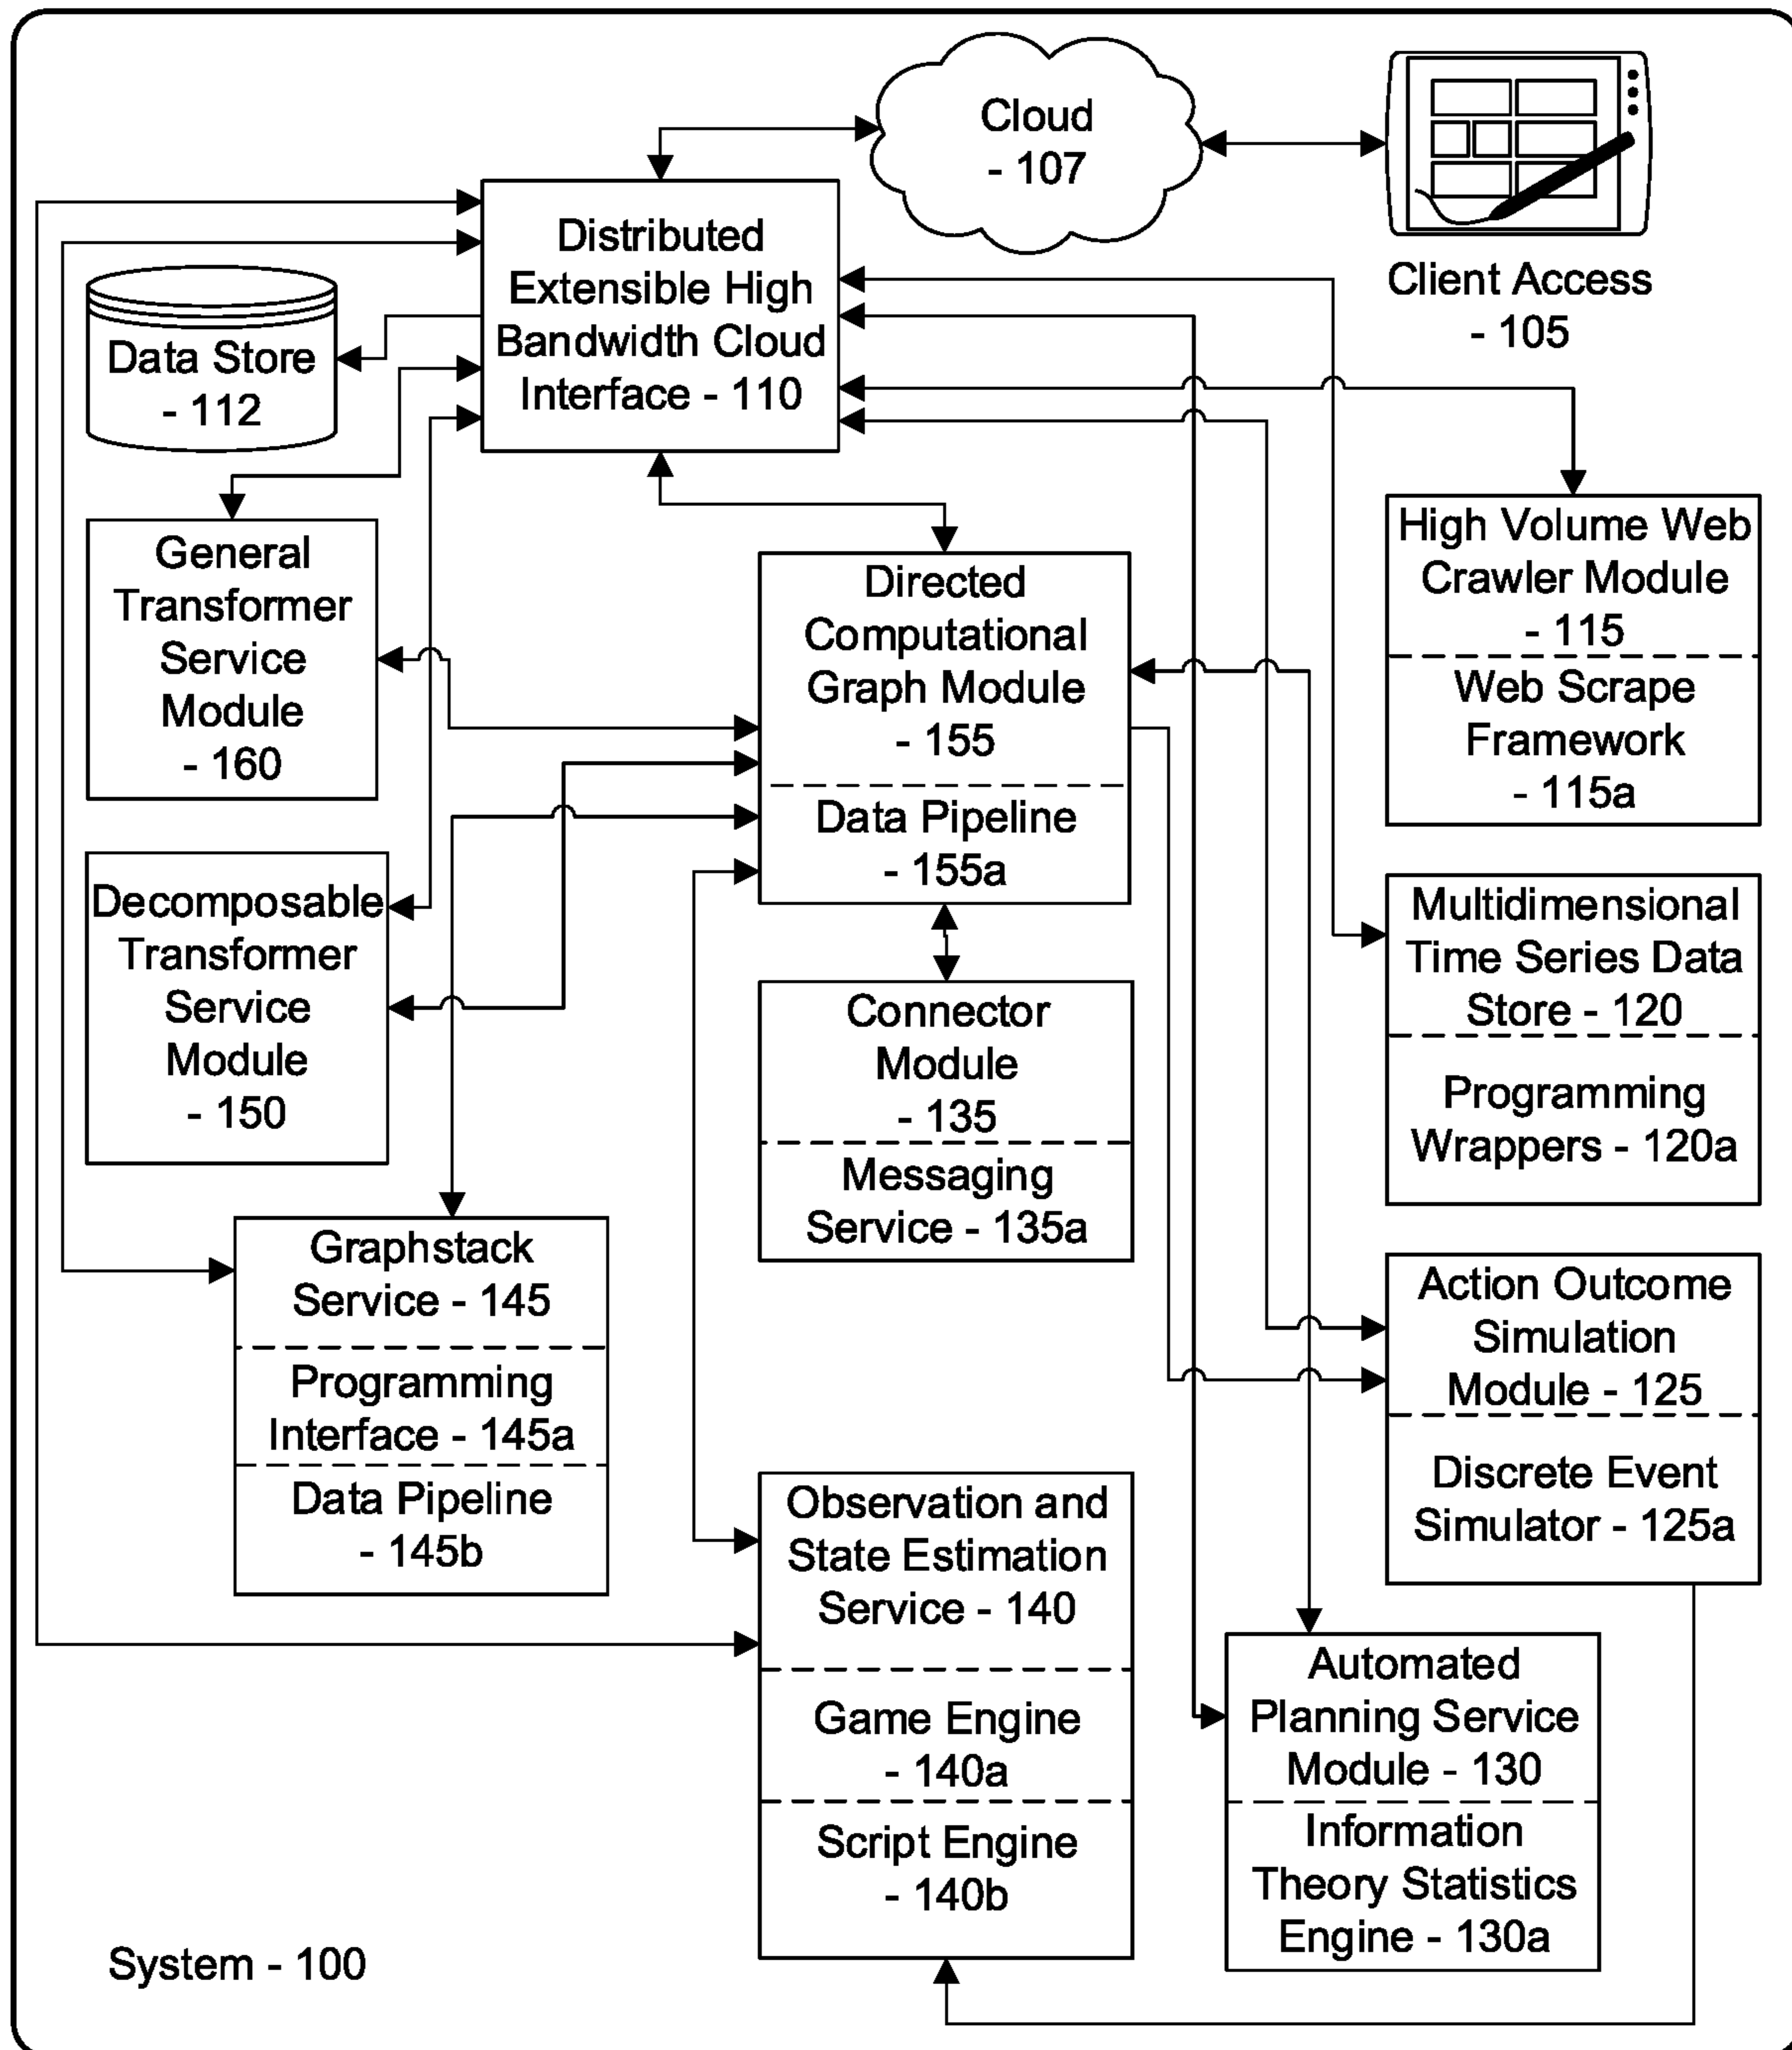 Cloud
- 107
Client Access
- 105
Distributed
Extensible High
Bandwidth Cloud
Interface - 110
Data Store
- 112
General
Transformer
Service
Module
- 160
Directed
Computational
Graph Module
- 155
Data Pipeline
- 155a
High Volume Web
Crawler Module
- 115
Web Scrape
Framework
- 115a
Decomposable
Transformer
Service
Module
- 150
Connector
Module
- 135
Messaging
Service - 135a
Multidimensional
Time Series Data
Store - 120
Programming
Wrappers - 120a
Graphstack
Service - 145
Programming
Interface - 145a
Data Pipeline
- 145b
Action Outcome
Simulation
Module - 125
Discrete Event
Simulator - 125a
Observation and
State Estimation
Service - 140
Game Engine
- 140a
Script Engine
- 140b
Automated
Planning Service
Module - 130
Information
Theory Statistics
Engine - 130a
System - 100